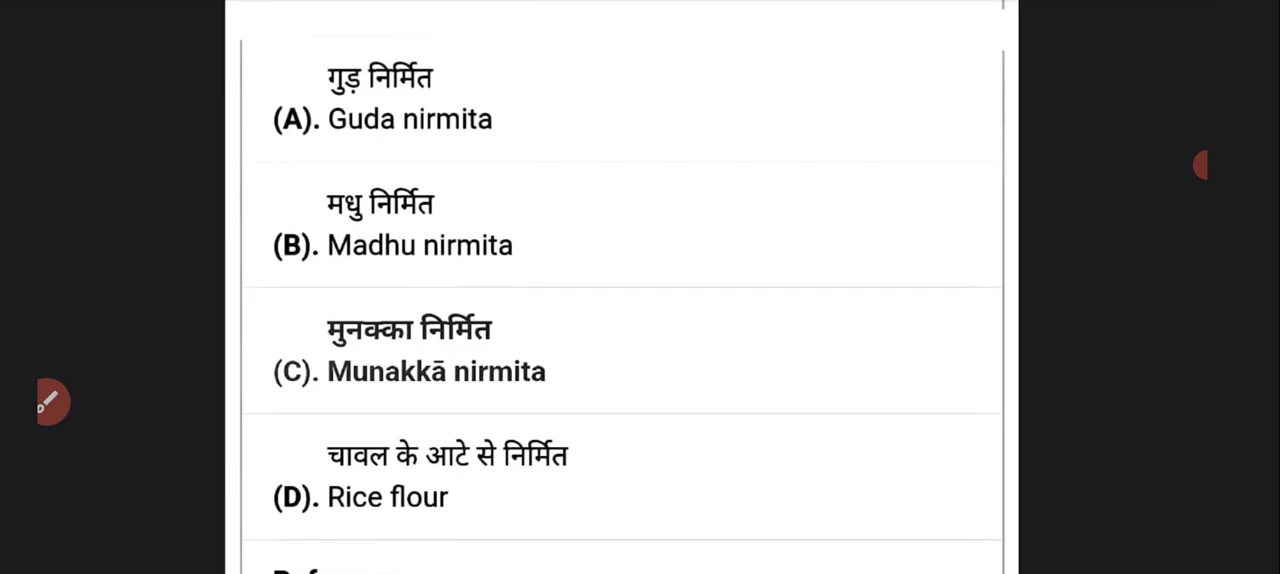 गुड़ निर्मित
(A). Guda nirmita
मधु निर्मित
(B). Madhu nirmita
मुनक्का निर्मित
(C). Munakkā nirmita
चावल के आटे से निर्मित
(D). Rice flour